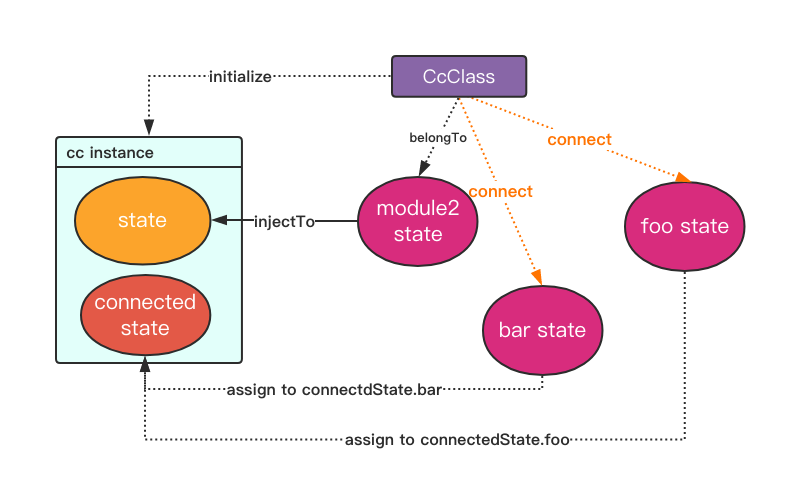 CcClass
initialize
belongTo
connect
connect
cc instance
state
injectTo
module2
state
foo state
connected
state
bar state
assign to connectdState.bar
assign to connectedState.foo